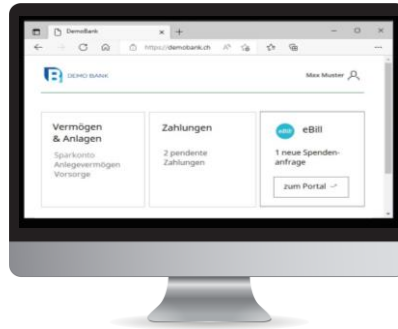 DemoBank
https://demobank.ch
DEMO BANK
Max Muster
Vermögen
& Anlagen
Sparkonto
Anlegevermögen
Vorsorge
Zahlungen
2 pendente
Zahlungen
eBill eBill
1 neue Spenden-
anfrage
zum Portal